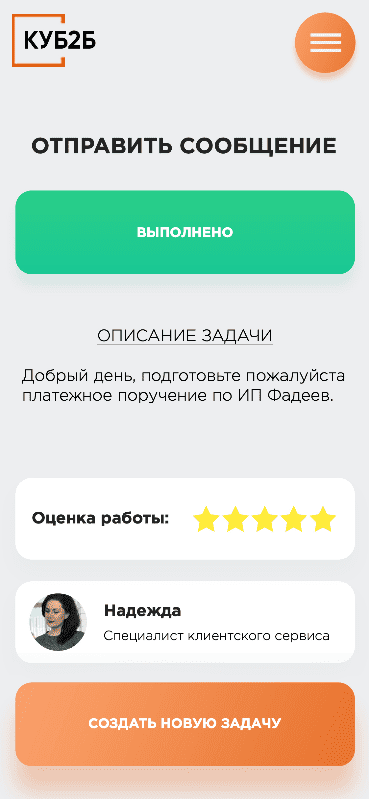 КУБ2Б
ОТПРАВИТЬ СООБЩЕНИЕ
ВЫПОЛНЕНО
ОПИСАНИЕ ЗАДАЧИ
Добрый день, подготовьте пожалуйста
платежное поручение по ИП Фадеев.
Оценка работы:
Надежда
Специалист клиентского сервиса
СОЗДАТЬ НОВУЮ ЗАДАЧУ